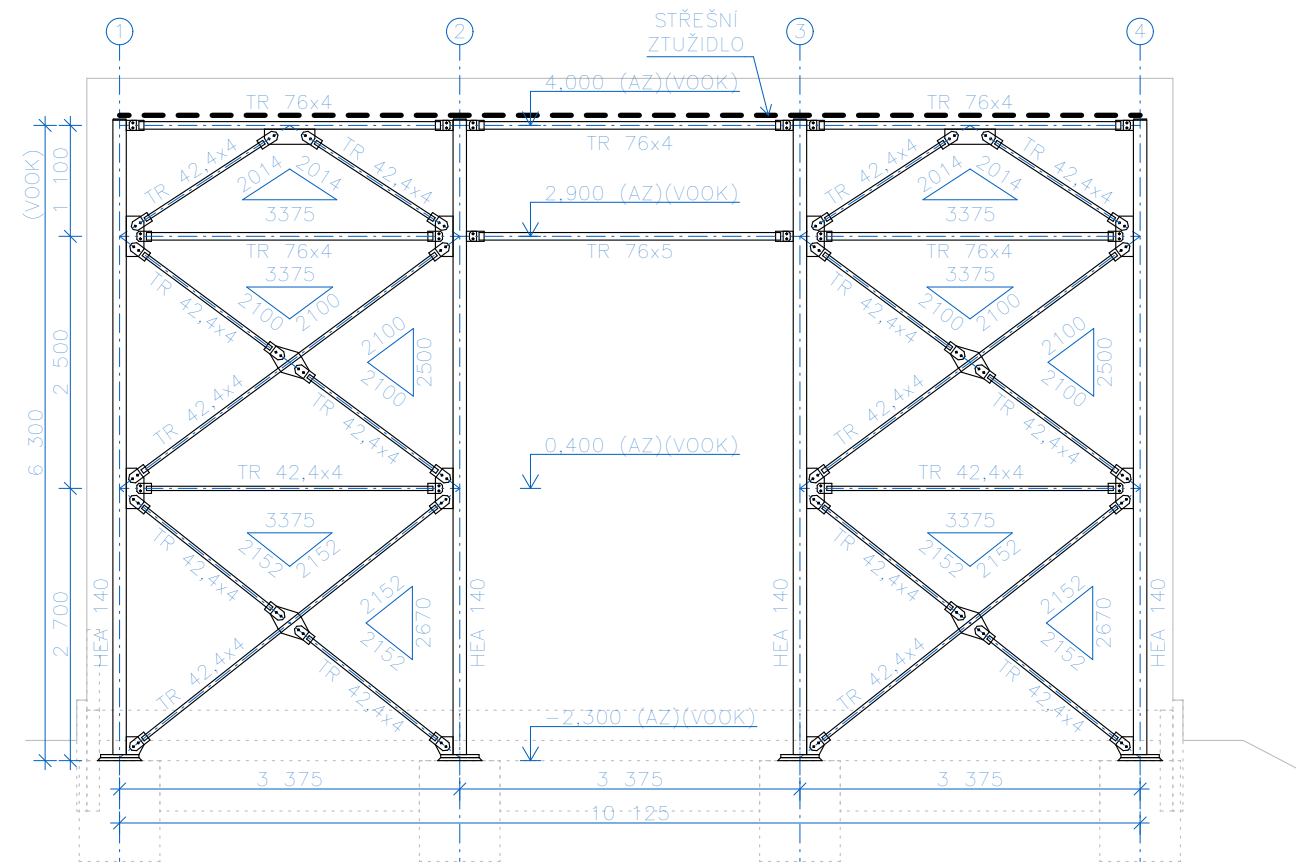 STŘEŠNÍ
ZTUŽIDLO
1
2
3
4
4,000 (AZ)(VOOK)
TR 76x4
TR 76x4
TR 76x4
(VOOK)
1 100
TR 42,4x4
TR 42,4x4
2014
2014
3375
2,900 (AZ)(VOOK)
TR 42,4x4
TR 42,4x4
2014
2014
3375
TR 76x4
TR 76x5
TR 76x4
6 300
2 500
3375
2100
2100
TR 42,4x4
2100
2100
2500
TR 42,4x4
TR 42,4x4
3375
2100
2100
TR 42,4x4
2100
2100
2500
TR 42,4x4
TR 42,4x4
0,400 (AZ)(VOOK)
TR 42,4x4
TR 42,4x4
2 700
3375
2152
2152
TR 42,4x4
2152
2152
2670
TR 42,4x4
TR 42,4x4
3375
2152
2152
TR 42,4x4
2152
2152
2670
TR 42,4x4
TR 42,4x4
HEA 140
HEA 140
HEA 140
HEA 140
-2,300 (AZ)(VOOK)
3 375
3 375
3 375
10 125